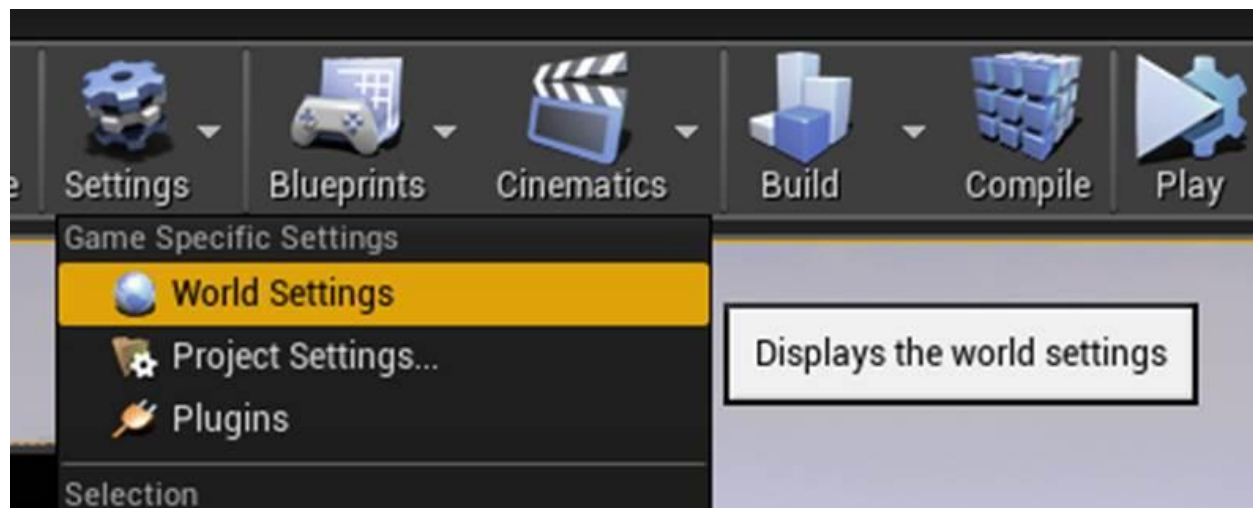 Settings Blueprints Cinematics Build Compile Play
Game Specific Settings
World Settings
Displays the world settings
Project Settings...
Plugins
Selection